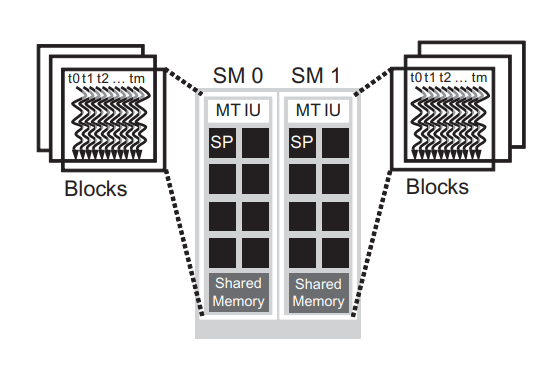 SM 0 SM 1
t0 t1 t2 ... tm
t0 t1 t2 ... tm
MT IU
MT IU
SP
SP
Blocks
Blocks
Shared
Memory
Shared
Memory